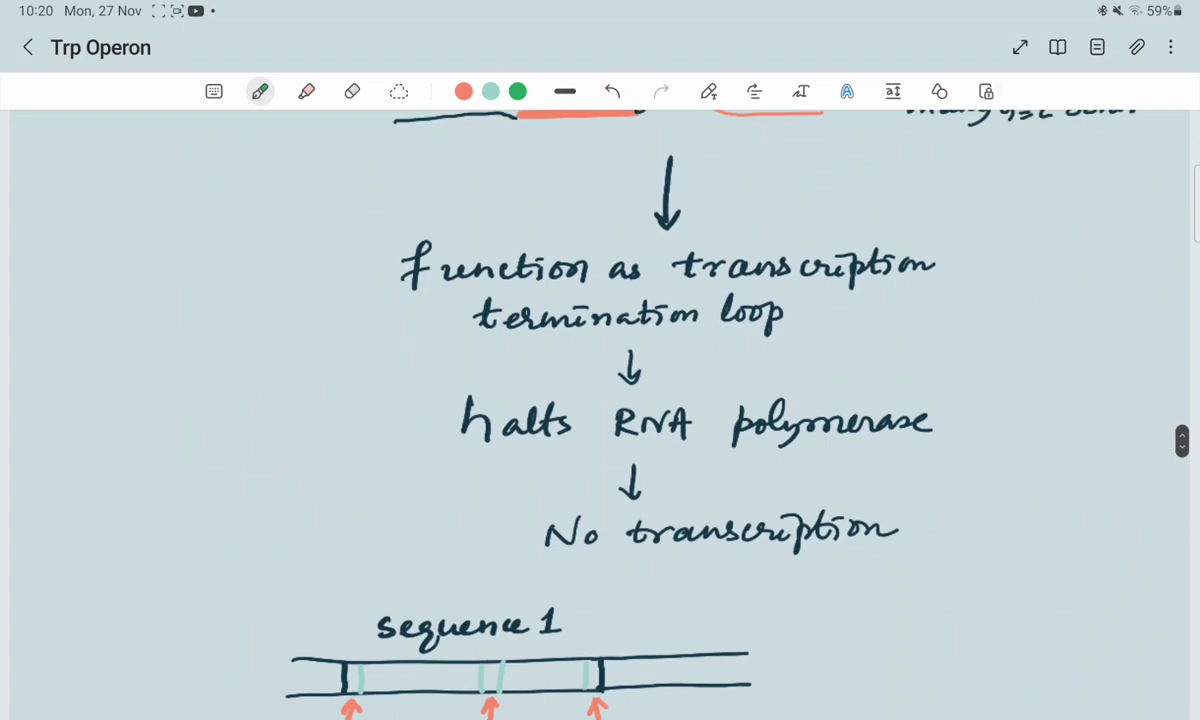 10:20 Mon, 27 Nov
59%
Trp Operon
function as transcription
termination loop
halts RNA polymerase
No transcription
sequence 1